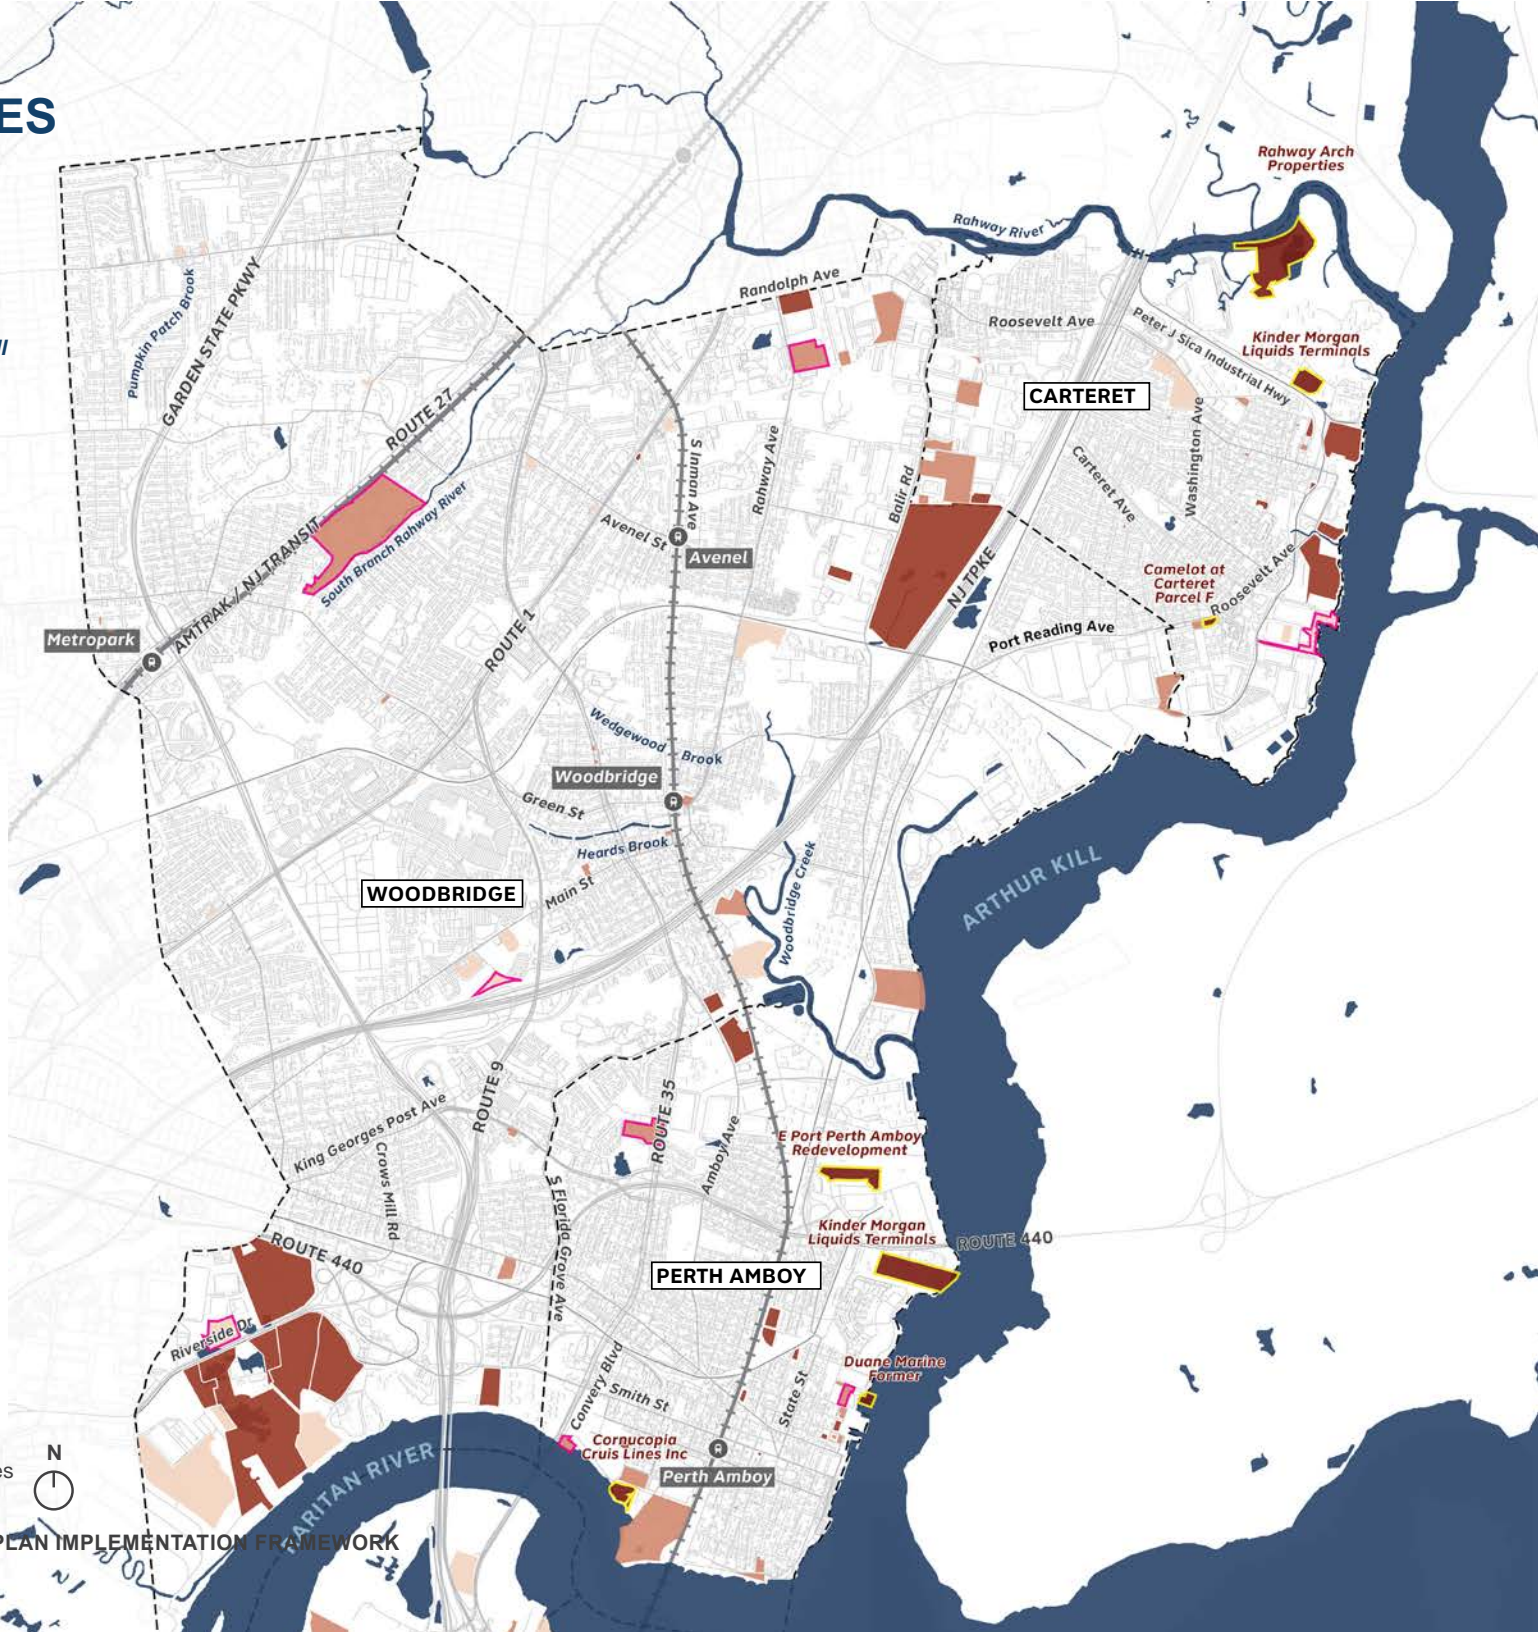 ES
ll
Rahway Arch
Properties
Rahway River
Randolph Ave
Pumpkin Patch Brook
GARDEN STATE PKWY
Roosevelt Ave
Peter J Sica Industrial Hwy
Kinder Morgan
Liquids Terminals
ROUTE 27
CARTERET
S Inman Ave
Rahway Ave
Balir Rd
Washington Ave
Carteret Ave
South Branch Rahway River
AMTRAK / NJ TRANSIT
Avenel St
Avenel
NJ TPKE
Camelot at
Carteret
Parcel F
Roosevelt Ave
Metropark
ROUTE 1
Port Reading Ave
Wedgewood Brook
Woodbridge
Green St
Heards Brook
Main St
WOODBRIDGE
Woodbridge Creek
ARTHUR KILL
ROUTE 9
ROUTE 35
King Georges Post Ave
Crows Mill Rd
Amboy Ave
E Port Perth Amboy
Redevelopment
S Florida Grove Ave
Kinder Morgan
Liquids Terminals
ROUTE 440
ROUTE 440
PERTH AMBOY
Riverside Dr
Convery Blvd
Smith St
State St
Duane Marine
Former
Cornucopia
Cruis Lines Inc
Perth Amboy
RARITAN RIVER
N
es
PLAN IMPLEMENTATION FRAMEWORK